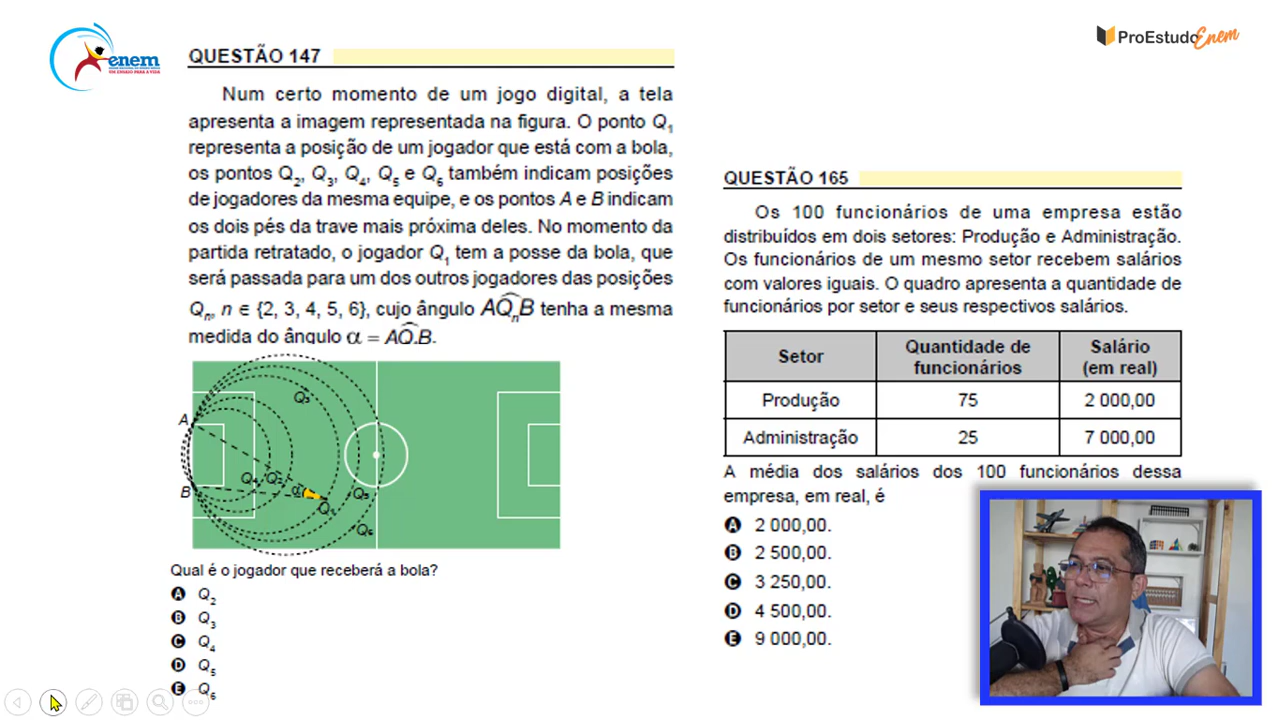 enem
ProEstudoEnem
QUESTÃO 147
Num certo momento de um jogo digital, a tela
apresenta a imagem representada na figura. O ponto Q₁
representa a posição de um jogador que está com a bola,
os pontos Q₂, Q₃, Q₄, Q₅ e Q₆ também indicam posições
de jogadores da mesma equipe, e os pontos A e B indicam
os dois pés da trave mais próxima deles. No momento da
partida retratado, o jogador Q₁ tem a posse da bola, que
será passada para um dos outros jogadores das posições
Qₙ, n ∈ {2, 3, 4, 5, 6}, cujo ângulo AQ̂ₙB tenha a mesma
medida do ângulo α = AQ̂₁B.
A
B
Qual é o jogador que receberá a bola?
A Q₂
B Q₃
C Q₄
D Q₅
E Q₆
QUESTÃO 165
Os 100 funcionários de uma empresa estão
distribuídos em dois setores: Produção e Administração.
Os funcionários de um mesmo setor recebem salários
com valores iguais. O quadro apresenta a quantidade de
funcionários por setor e seus respectivos salários.
Setor Quantidade de funcionários Salário (em real)
Produção 75 2 000,00
Administração 25 7 000,00
A média dos salários dos 100 funcionários dessa
empresa, em real, é
A 2 000,00.
B 2 500,00.
C 3 250,00.
D 4 500,00.
E 9 000,00.